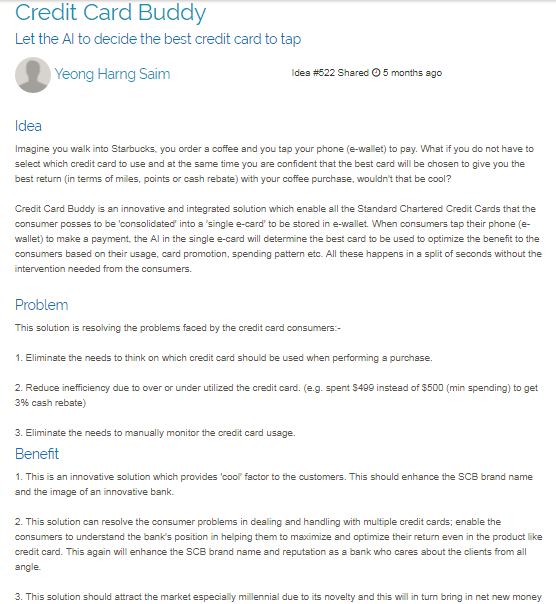 Credit Card Buddy
Let the AI to decide the best credit card to tap
Yeong Harng Saim
Idea #522 Shared 5 months ago
Idea
Imagine you walk into Starbucks, you order a coffee and you tap your phone (e-wallet) to pay. What if you do not have to
select which credit card to use and at the same time you are confident that the best card will be chosen to give you the
best return (in terms of miles, points or cash rebate) with your coffee purchase, wouldn't that be cool?
Credit Card Buddy is an innovative and integrated solution which enable all the Standard Chartered Credit Cards that the
consumer posses to be 'consolidated' into a 'single e-card' to be stored in e-wallet. When consumers tap their phone (e-
wallet) to make a payment, the AI in the single e-card will determine the best card to be used to optimize the benefit to the
consumers based on their usage, card promotion, spending pattern etc. All these happens in a split of seconds without the
intervention needed from the consumers.
Problem
This solution is resolving the problems faced by the credit card consumers:-
1. Eliminate the needs to think on which credit card should be used when performing a purchase.
2. Reduce inefficiency due to over or under utilized the credit card. (e.g. spent $499 instead of $500 (min spending) to get
3% cash rebate)
3. Eliminate the needs to manually monitor the credit card usage.
Benefit
1. This is an innovative solution which provides 'cool' factor to the customers. This should enhance the SCB brand name
and the image of an innovative bank.
2. This solution can resolve the consumer problems in dealing and handling with multiple credit cards; enable the
consumers to understand the bank's position in helping them to maximize and optimize their return even in the product like
credit card. This again will enhance the SCB brand name and reputation as a bank who cares about the clients from all
angle.
3. This solution should attract the market especially millennial due to its novelty and this will in turn bring in net new money